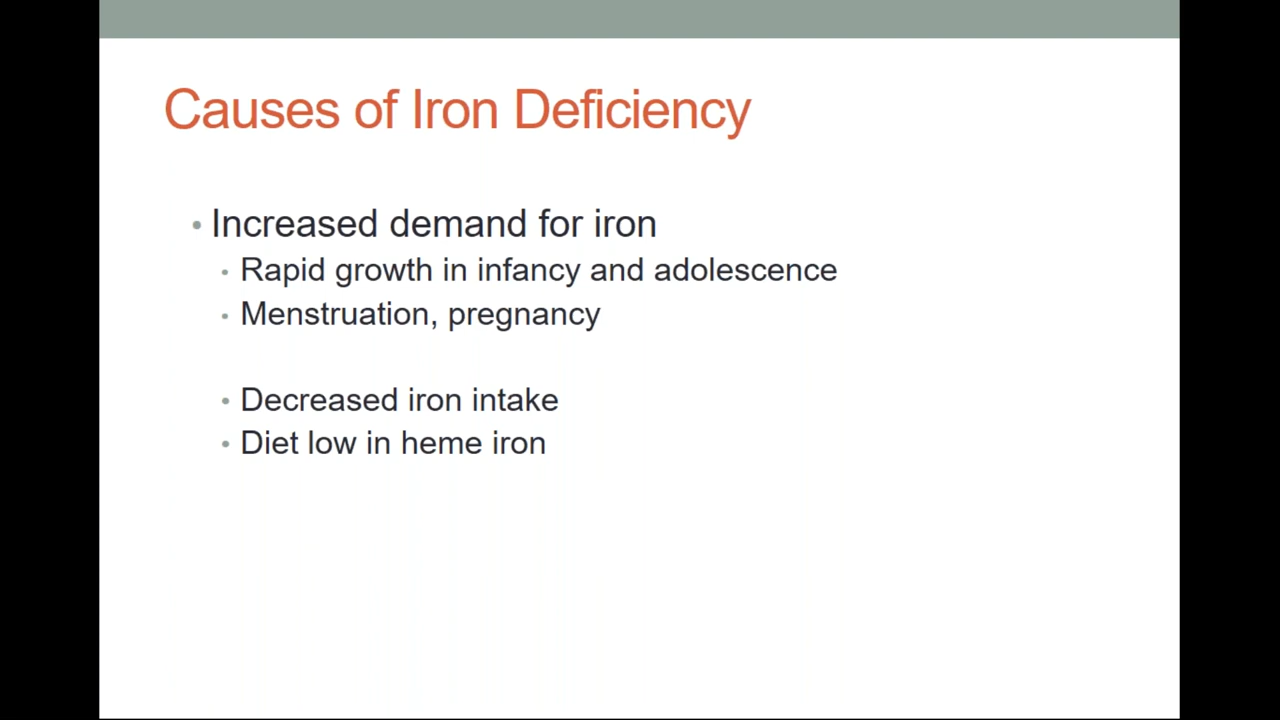 Causes of Iron Deficiency
• Increased demand for iron
• Rapid growth in infancy and adolescence
• Menstruation, pregnancy
• Decreased iron intake
• Diet low in heme iron